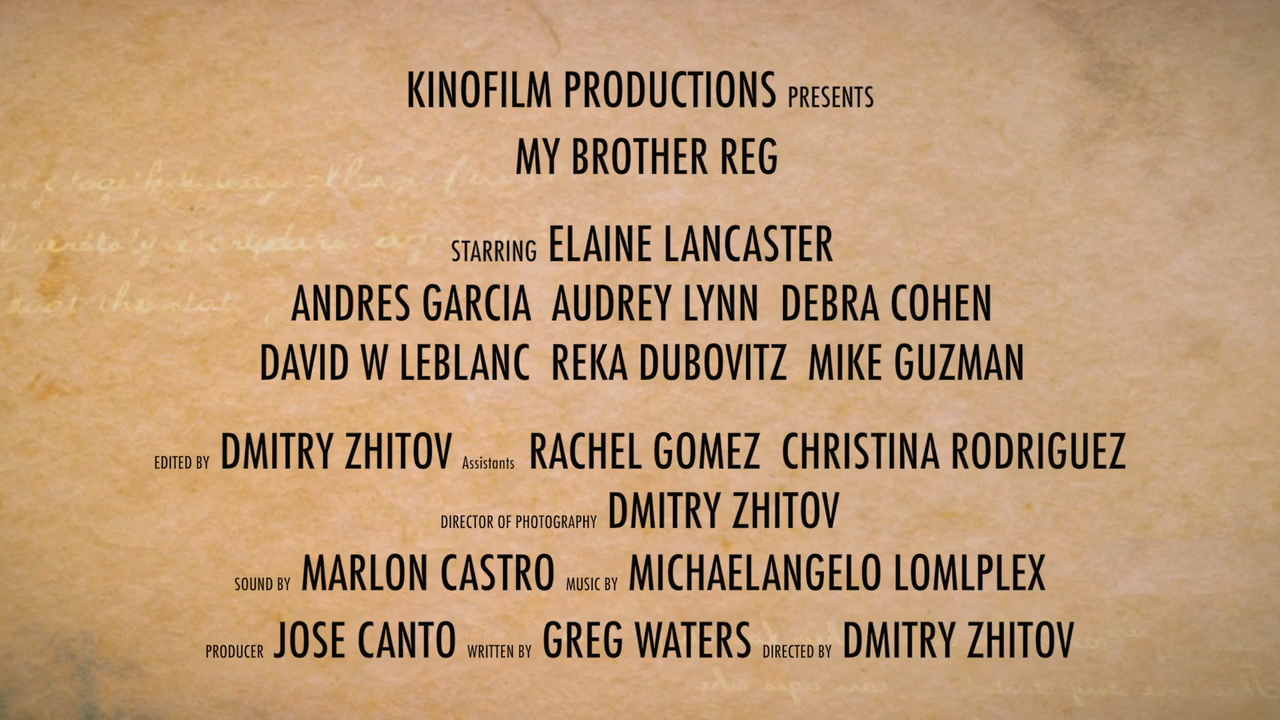 KINOFILM PRODUCTIONS PRESENTS
MY BROTHER REG
STARRING ELAINE LANCASTER
ANDRES GARCIA AUDREY LYNN DEBRA COHEN
DAVID W LEBLANC REKA DUBOVITZ MIKE GUZMAN
EDITED BY DMITRY ZHITOV Assistants RACHEL GOMEZ CHRISTINA RODRIGUEZ
DIRECTOR OF PHOTOGRAPHY DMITRY ZHITOV
SOUND BY MARLON CASTRO MUSIC BY MICHAELANGELO LOMLPLEX
PRODUCER JOSE CANTO WRITTEN BY GREG WATERS DIRECTED BY DMITRY ZHITOV